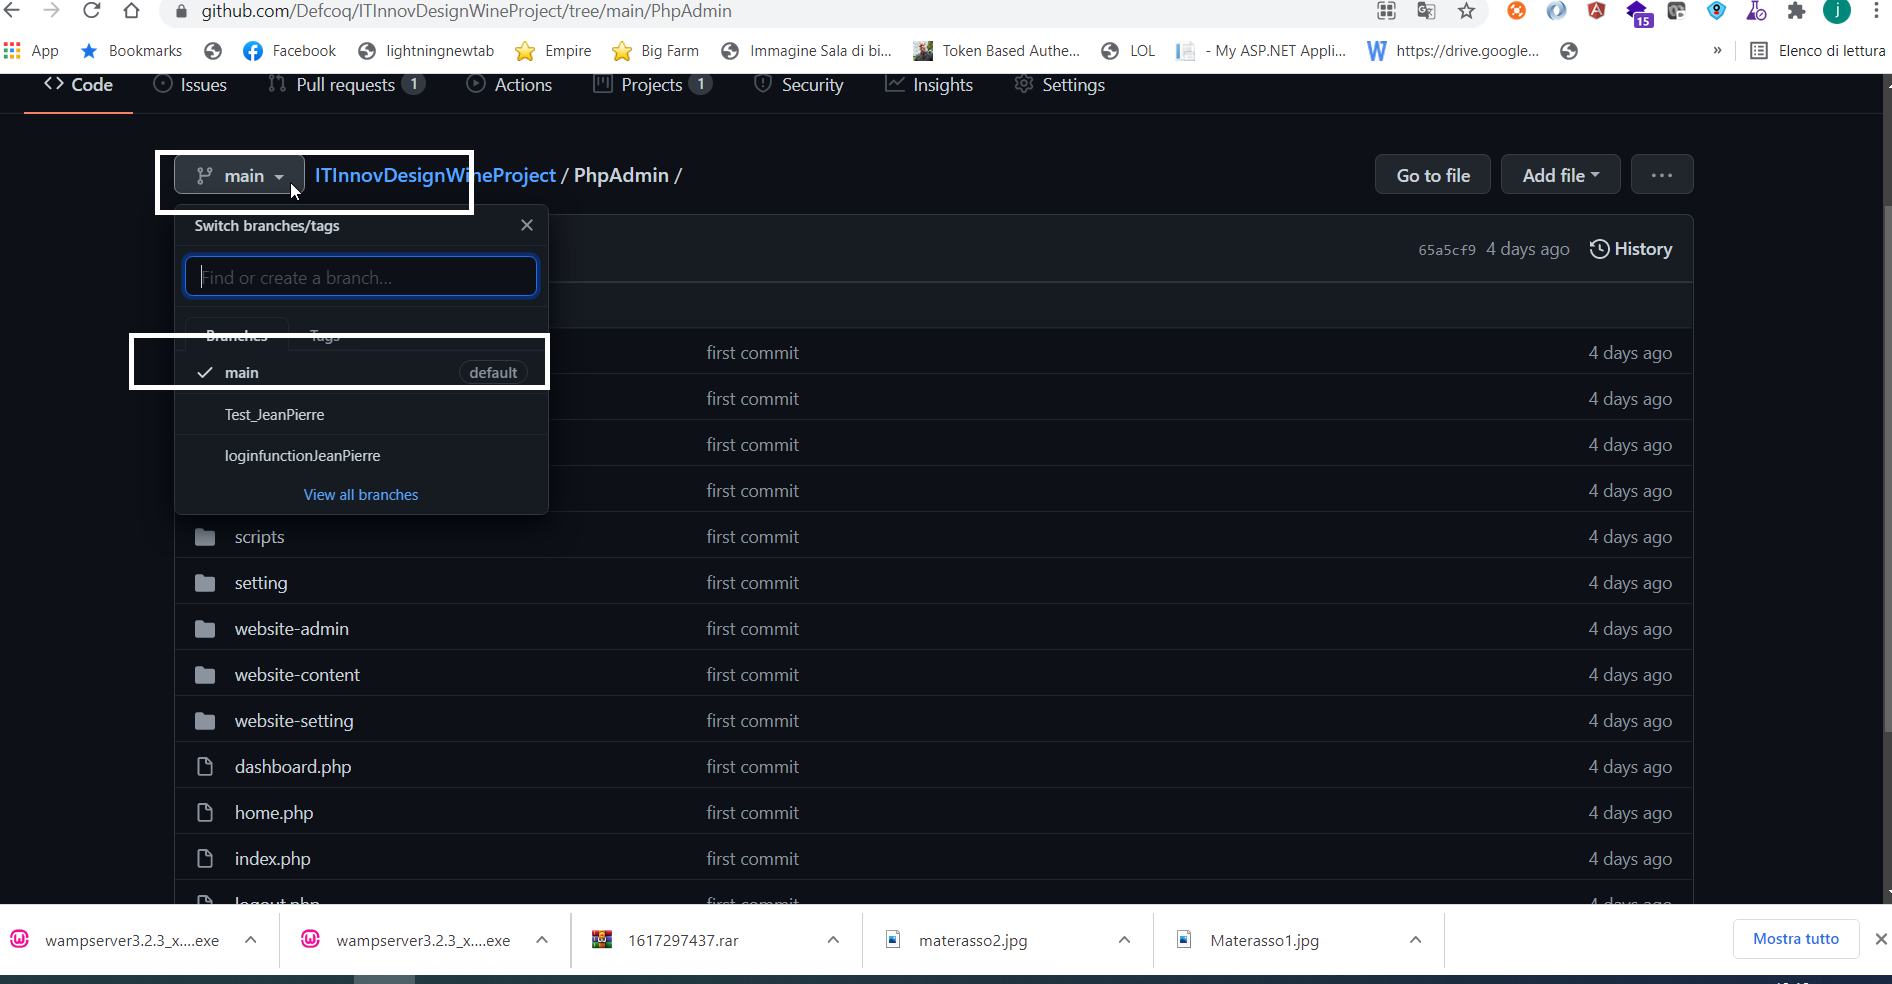 github.com/Defcoq/ITInnovDesignWineProject/tree/main/PhpAdmin
15
j
App
Bookmarks
Facebook
lightningnewtab
Empire
Big Farm
Immagine Sala di bi...
Token Based Authe...
LOL
- My ASP.NET Appli...
https://drive.google...
»
Elenco di lettura
<> Code
Issues
Pull requests 1
Actions
Projects 1
Security
Insights
Settings
main
ITInnovDesignWineProject / PhpAdmin /
Go to file
Add file
...
Switch branches/tags
Find or create a branch...
65a5cf9 4 days ago
History
Branches
Tags
first commit 4 days ago
main default
first commit 4 days ago
Test_JeanPierre
first commit 4 days ago
loginfunctionJeanPierre
first commit 4 days ago
View all branches
scripts first commit 4 days ago
setting first commit 4 days ago
website-admin first commit 4 days ago
website-content first commit 4 days ago
website-setting first commit 4 days ago
dashboard.php first commit 4 days ago
home.php first commit 4 days ago
index.php first commit 4 days ago
logout.php first commit 4 days ago
wampserver3.2.3_x....exe
wampserver3.2.3_x....exe
1617297437.rar
materasso2.jpg
Materasso1.jpg
Mostra tutto